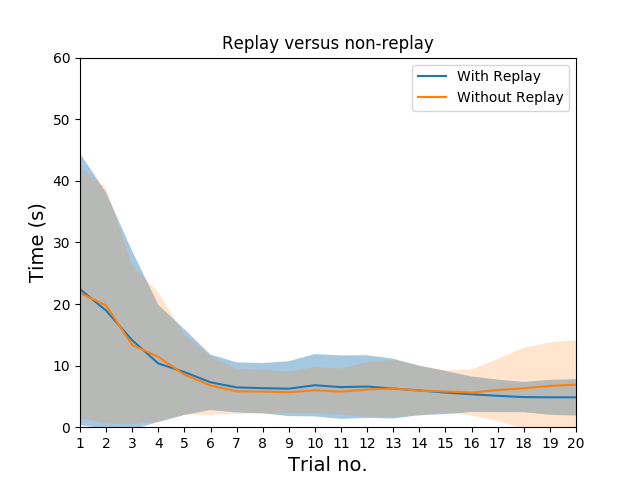 Replay versus non-replay
60
50
40
30
20
10
0
Time (s)
With Replay
Without Replay
1 2 3 4 5 6 7 8 9 10 11 12 13 14 15 16 17 18 19 20
Trial no.